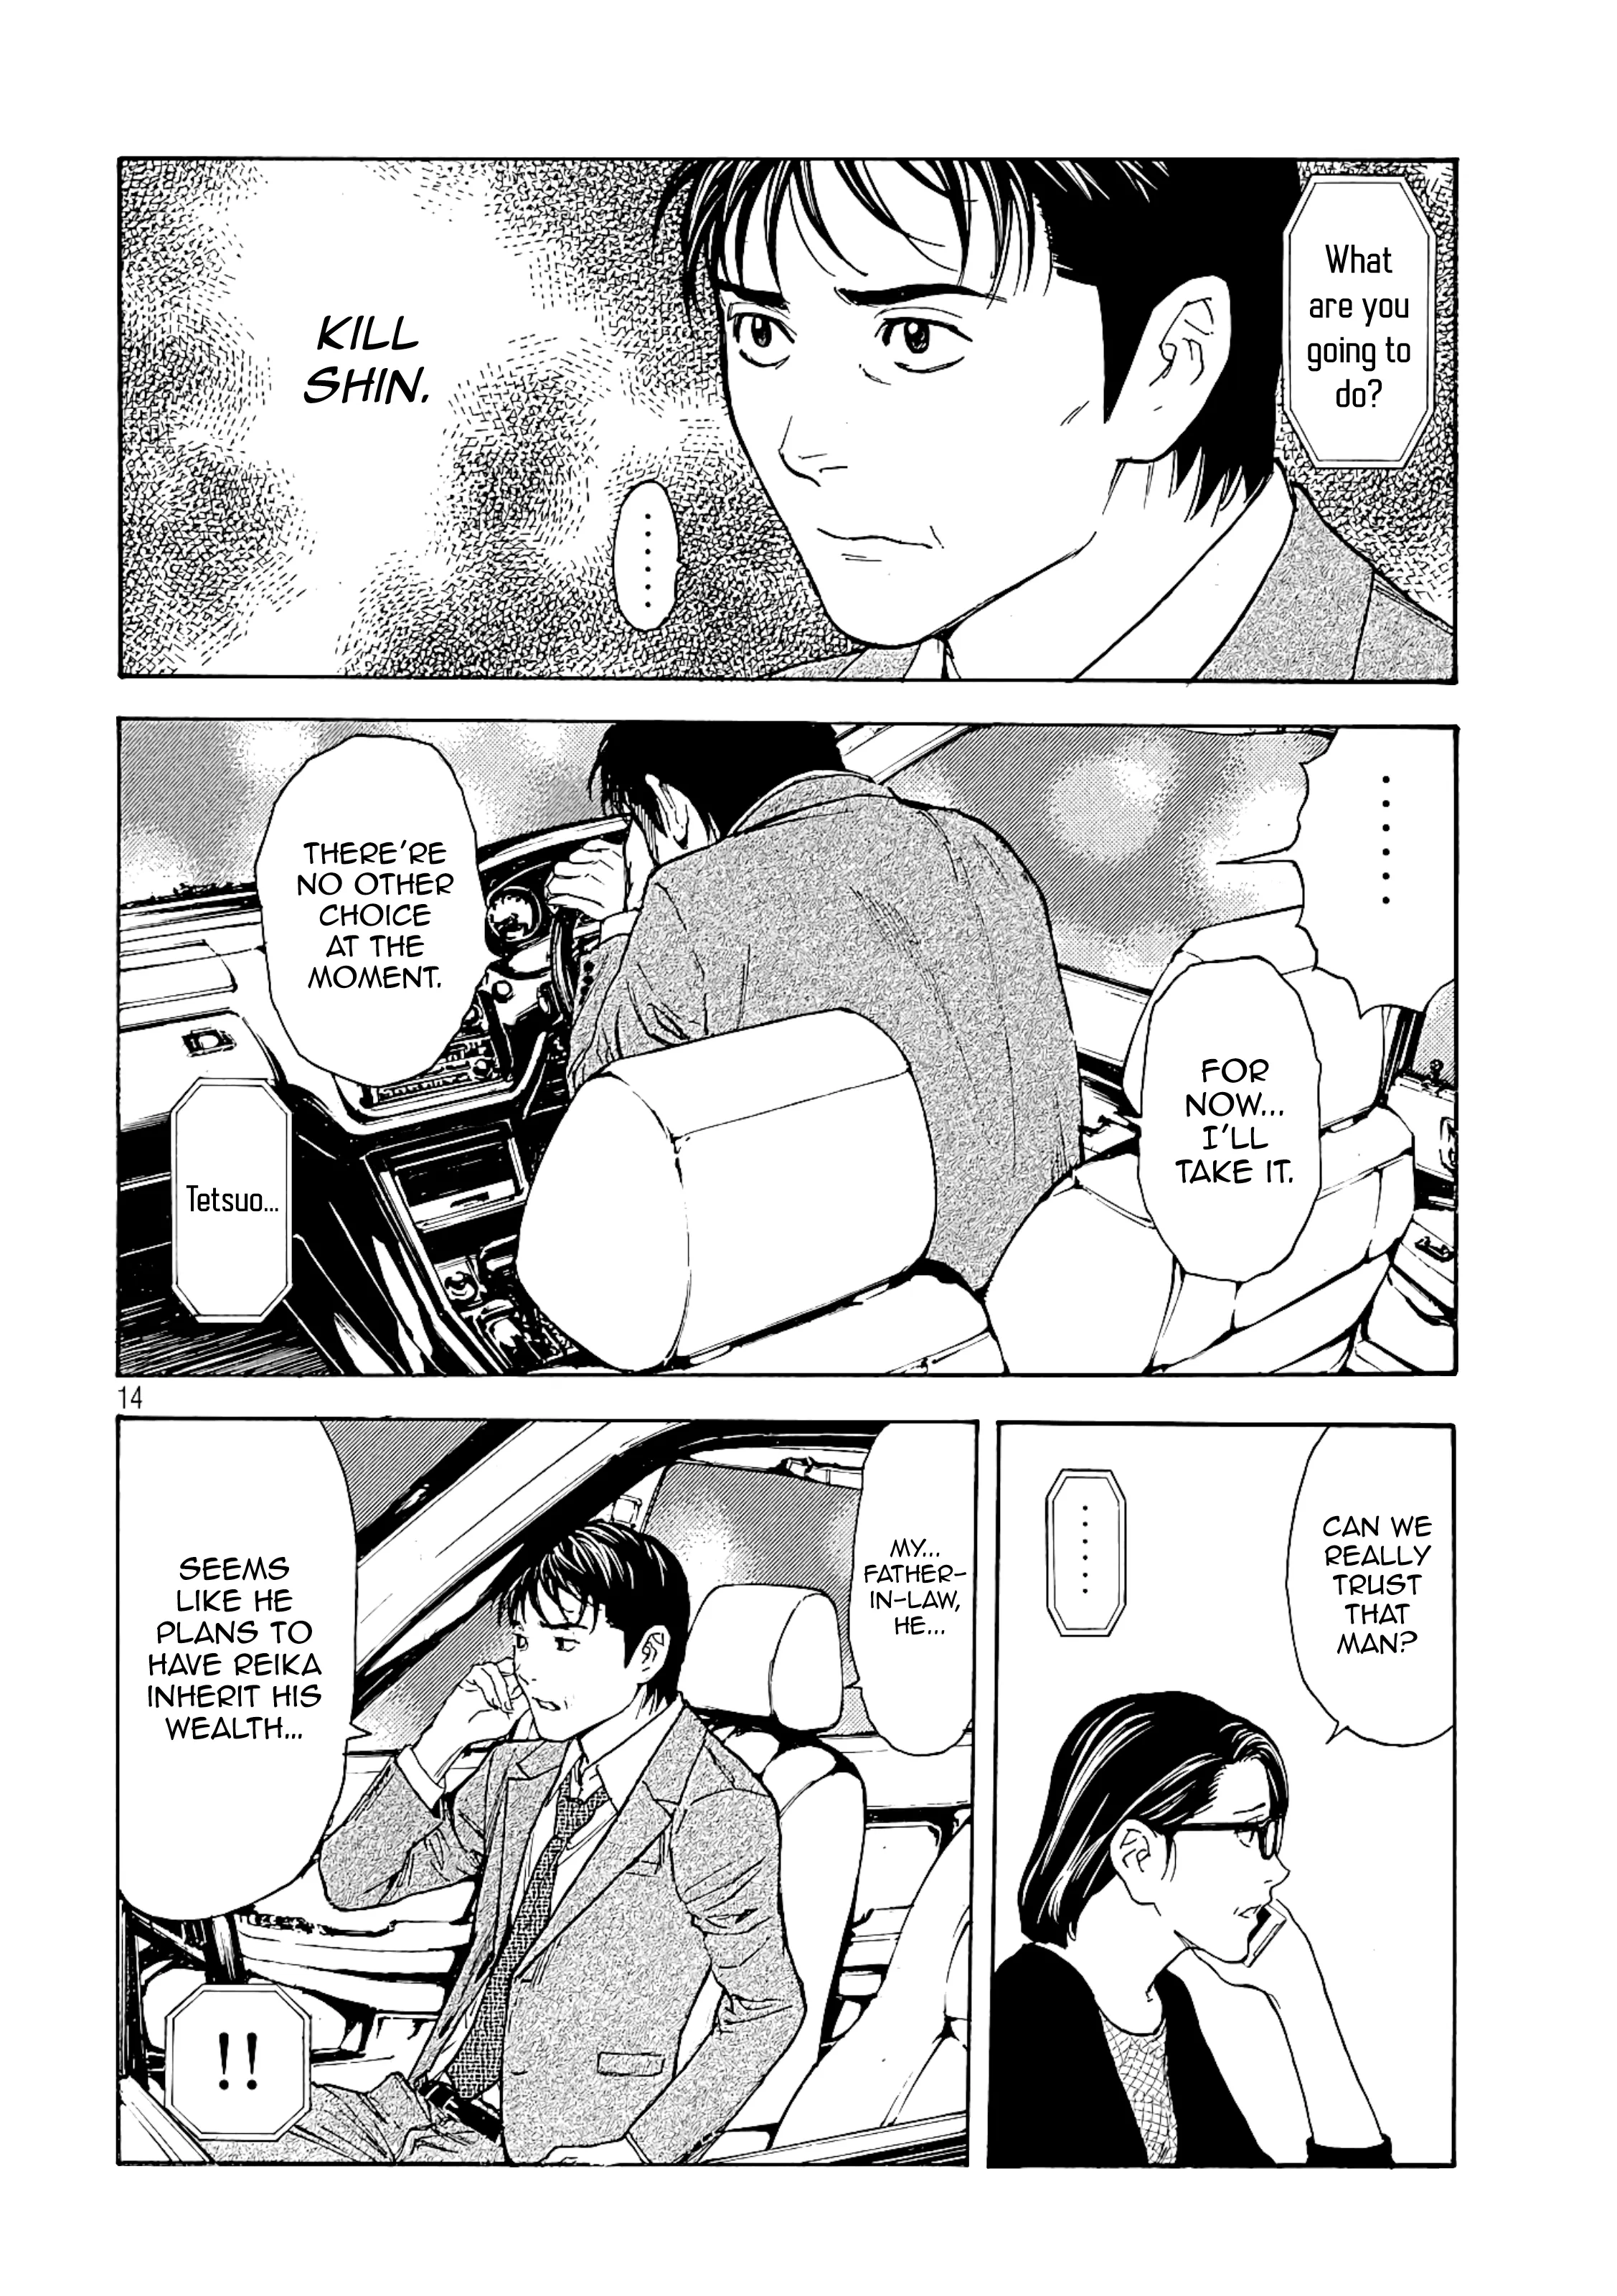 What
are you
going to
do?
KILL
SHIN.
......
......
FOR
NOW...
I'LL
TAKE IT.
THERE'RE
NO OTHER
CHOICE
AT THE
MOMENT.
Tetsuo...
14
CAN WE
REALLY
TRUST
THAT
MAN?
......
MY...
FATHER-
IN-LAW,
HE...
SEEMS
LIKE HE
PLANS TO
HAVE REIKA
INHERIT HIS
WEALTH...
!!